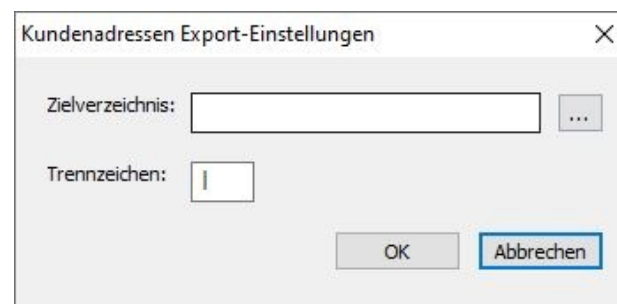 Kundenadressen Export-Einstellungen
Zielverzeichnis:
...
Trennzeichen:
|
OK
Abbrechen